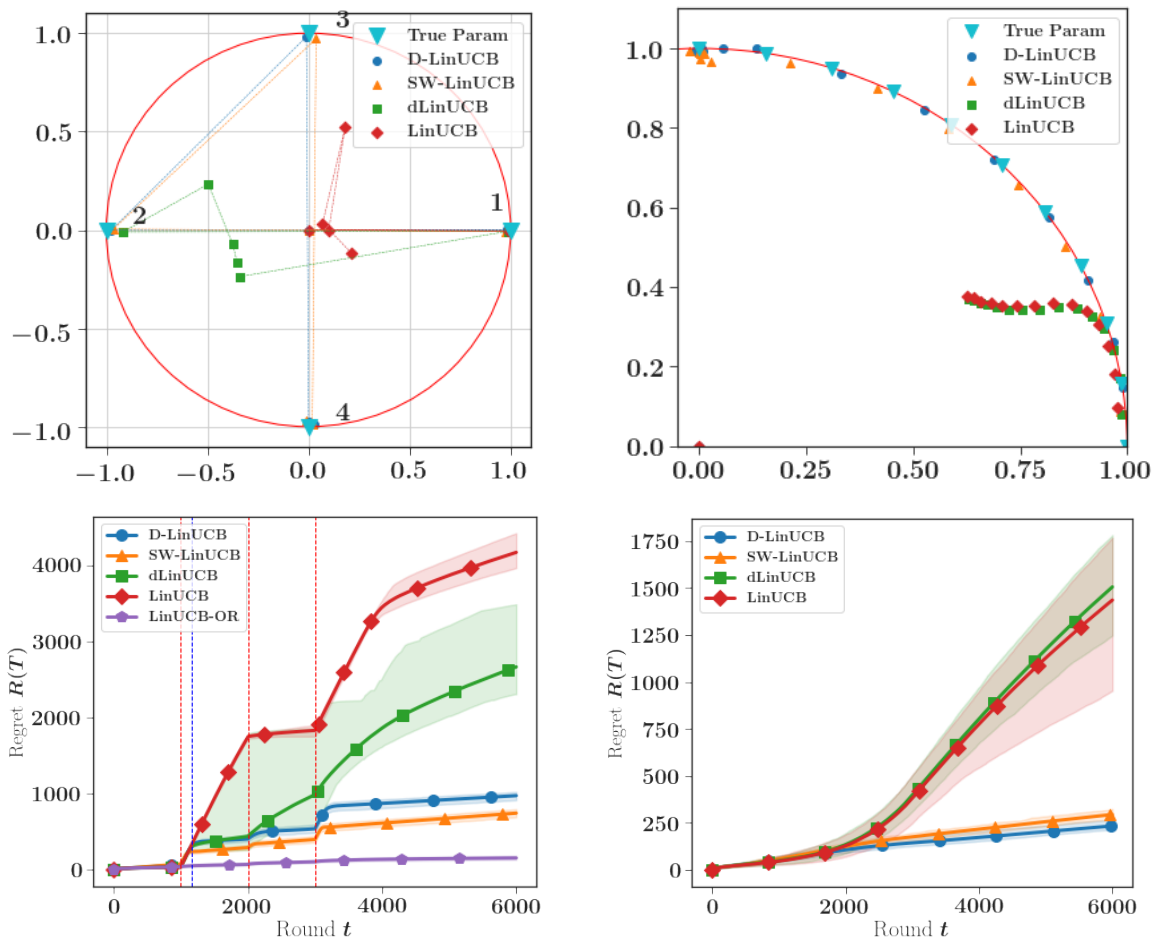 3
1.0
True Param
D-LinUCB
SW-LinUCB
dLinUCB
LinUCB
0.5
1
2
0.0
−0.5
4
−1.0
−1.0 −0.5 0.0 0.5 1.0
1.0
True Param
D-LinUCB
SW-LinUCB
dLinUCB
LinUCB
0.8
0.6
0.4
0.2
0.0
0.00 0.25 0.50 0.75 1.00
D-LinUCB
SW-LinUCB
dLinUCB
LinUCB
LinUCB-OR
4000
3000
2000
1000
0
Regret R(T)
0 2000 4000 6000
Round t
D-LinUCB
SW-LinUCB
dLinUCB
LinUCB
1750
1500
1250
1000
750
500
250
0
Regret R(T)
0 2000 4000 6000
Round t